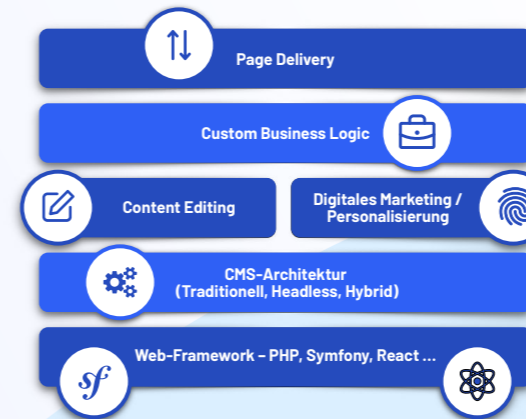 Page Delivery
Custom Business Logic
Content Editing
Digitales Marketing /
Personalisierung
CMS-Architektur
(Traditionell, Headless, Hybrid)
Web-Framework – PHP, Symfony, React ...
sf